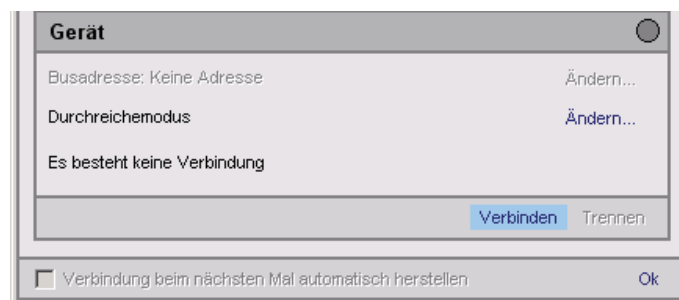 Gerät
Busadresse: Keine Adresse Ändern...
Durchreichemodus Ändern...
Es besteht keine Verbindung
Verbinden Trennen
Verbindung beim nächsten Mal automatisch herstellen Ok